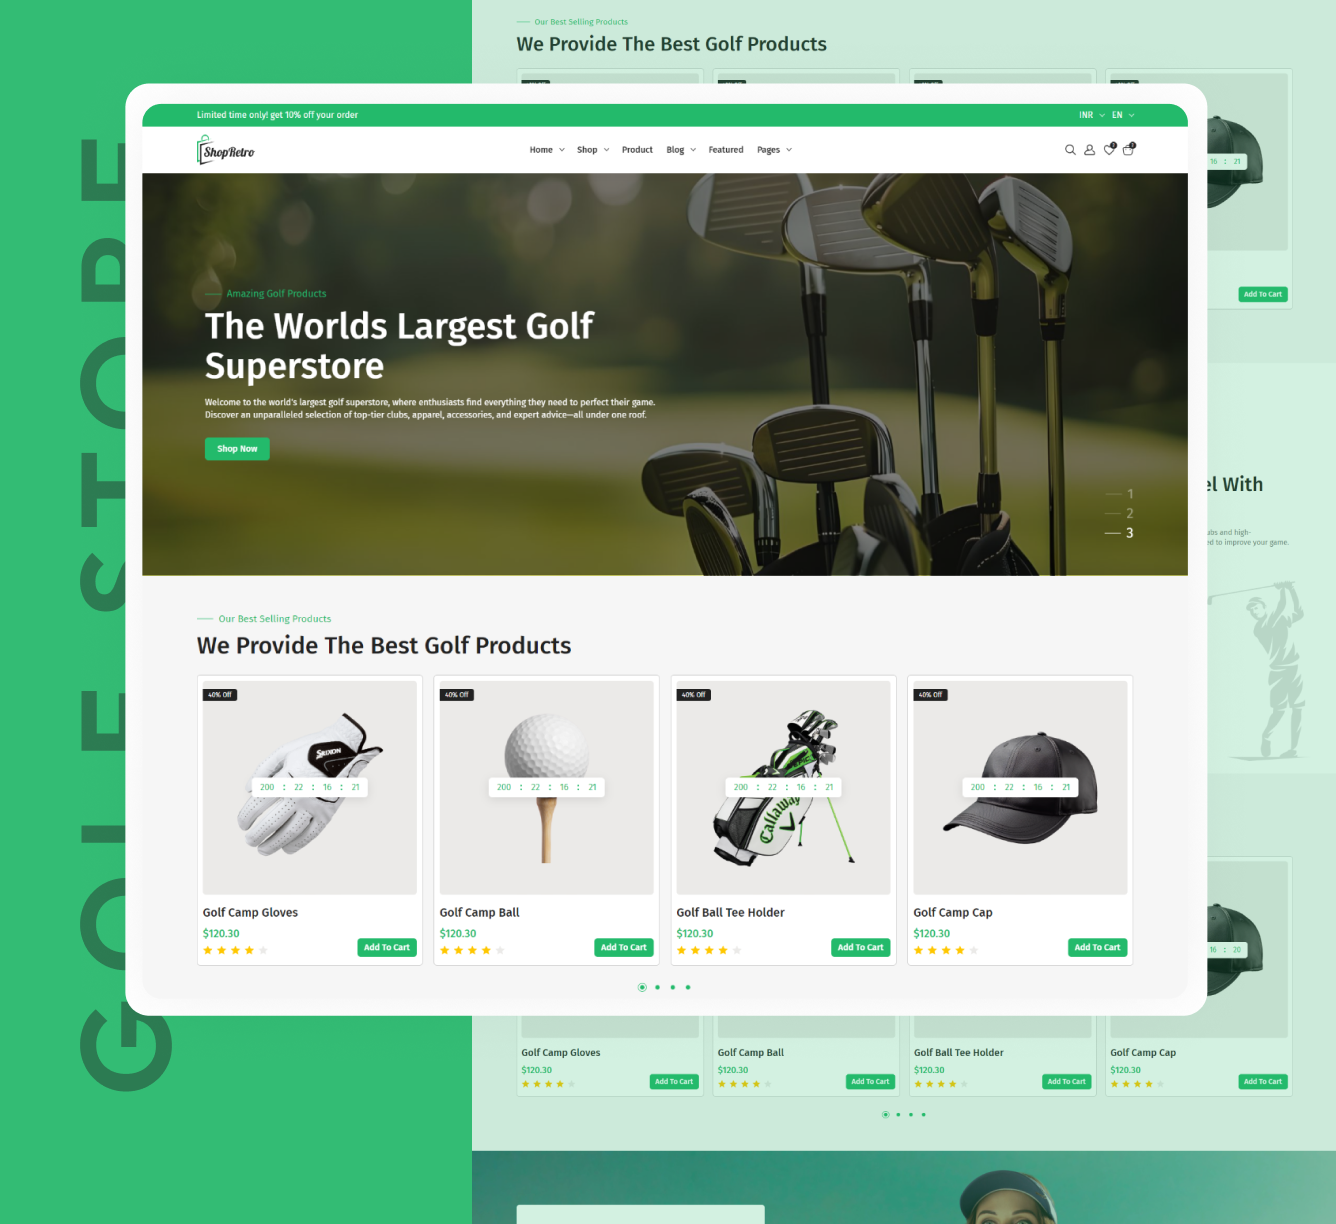 GOLF STORE
Our Best Selling Products
We Provide The Best Golf Products
Limited time only! get 10% off your order
INR
EN
ShopRetro
Home
Shop
Product
Blog
Featured
Pages
Amazing Golf Products
The Worlds Largest Golf
Superstore
Welcome to the world's largest golf superstore, where enthusiasts find everything they need to perfect their game.
Discover an unparalleled selection of top-tier clubs, apparel, accessories, and expert advice—all under one roof.
Shop Now
1
2
3
Our Best Selling Products
We Provide The Best Golf Products
40% Off
SRIXON
200 : 22 : 16 : 21
Golf Camp Gloves
$120.30
Add To Cart
40% Off
200 : 22 : 16 : 21
Golf Camp Ball
$120.30
Add To Cart
40% Off
Callaway
200 : 22 : 16 : 21
Golf Ball Tee Holder
$120.30
Add To Cart
40% Off
200 : 22 : 16 : 21
Golf Camp Cap
$120.30
Add To Cart
16 : 21
Add To Cart
With
and high-
to improve your game.
16 : 20
Golf Camp Gloves
$120.30
Add To Cart
Golf Camp Ball
$120.30
Add To Cart
Golf Ball Tee Holder
$120.30
Add To Cart
Golf Camp Cap
$120.30
Add To Cart